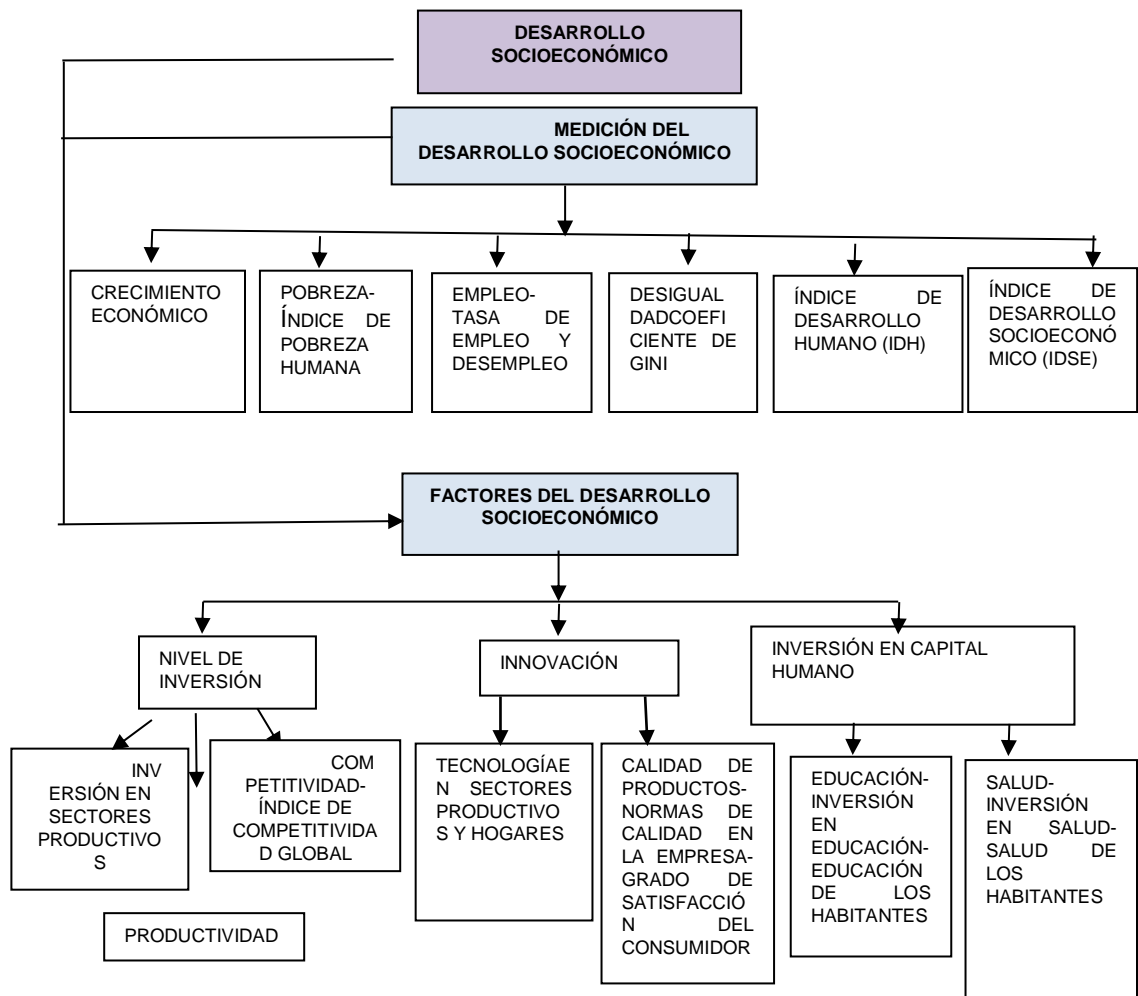 DESARROLLO
SOCIOECONÓMICO
MEDICIÓN DEL
DESARROLLO SOCIOECONÓMICO
CRECIMIENTO
ECONÓMICO
POBREZA-
ÍNDICE DE
POBREZA
HUMANA
EMPLEO-
TASA DE
EMPLEO Y
DESEMPLEO
DESIGUAL
DADCOEFI
CIENTE DE
GINI
ÍNDICE DE
DESARROLLO
HUMANO (IDH)
ÍNDICE DE
DESARROLLO
SOCIOECONÓ
MICO (IDSE)
FACTORES DEL DESARROLLO
SOCIOECONÓMICO
NIVEL DE
INVERSIÓN
INNOVACIÓN
INVERSIÓN EN CAPITAL
HUMANO
INV
ERSIÓN EN
SECTORES
PRODUCTIVO
S
COM
PETITIVIDAD-
ÍNDICE DE
COMPETITIVIDA
D GLOBAL
PRODUCTIVIDAD
TECNOLOGÍAE
N SECTORES
PRODUCTIVO
S Y HOGARES
CALIDAD DE
PRODUCTOS-
NORMAS DE
CALIDAD EN
LA EMPRESA-
GRADO DE
SATISFACCIÓ
N DEL
CONSUMIDOR
EDUCACIÓN-
INVERSIÓN
EN
EDUCACIÓN-
EDUCACIÓN
DE LOS
HABITANTES
SALUD-
INVERSIÓN
EN SALUD-
SALUD DE
LOS
HABITANTES